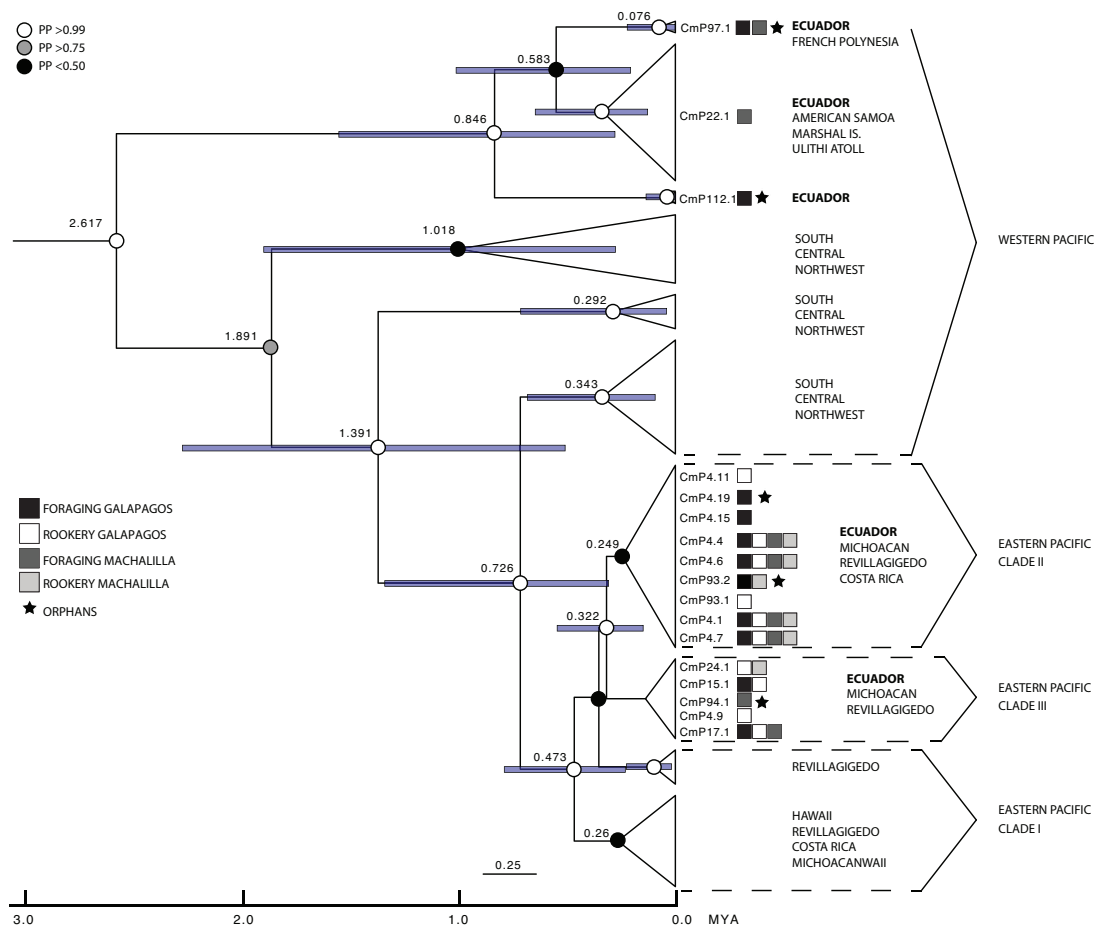 PP >0.99
PP >0.75
PP <0.50
0.076
CmP97.1
ECUADOR
FRENCH POLYNESIA
0.583
CmP22.1
ECUADOR
AMERICAN SAMOA
MARSHAL IS.
ULITHI ATOLL
0.846
CmP112.1
ECUADOR
2.617
1.018
SOUTH
CENTRAL
NORTHWEST
WESTERN PACIFIC
0.292
SOUTH
CENTRAL
NORTHWEST
1.891
0.343
SOUTH
CENTRAL
NORTHWEST
1.391
FORAGING GALAPAGOS
ROOKERY GALAPAGOS
FORAGING MACHALILLA
ROOKERY MACHALILLA
ORPHANS
CmP4.11
CmP4.19
CmP4.15
CmP4.4
CmP4.6
CmP93.2
CmP93.1
CmP4.1
CmP4.7
0.249
ECUADOR
MICHOACAN
REVILLAGIGEDO
COSTA RICA
EASTERN PACIFIC
CLADE II
0.726
0.322
CmP24.1
CmP15.1
CmP94.1
CmP4.9
CmP17.1
ECUADOR
MICHOACAN
REVILLAGIGEDO
EASTERN PACIFIC
CLADE III
0.473
REVILLAGIGEDO
0.26
HAWAII
REVILLAGIGEDO
COSTA RICA
MICHOACANWAII
EASTERN PACIFIC
CLADE I
0.25
3.0
2.0
1.0
0.0
MYA